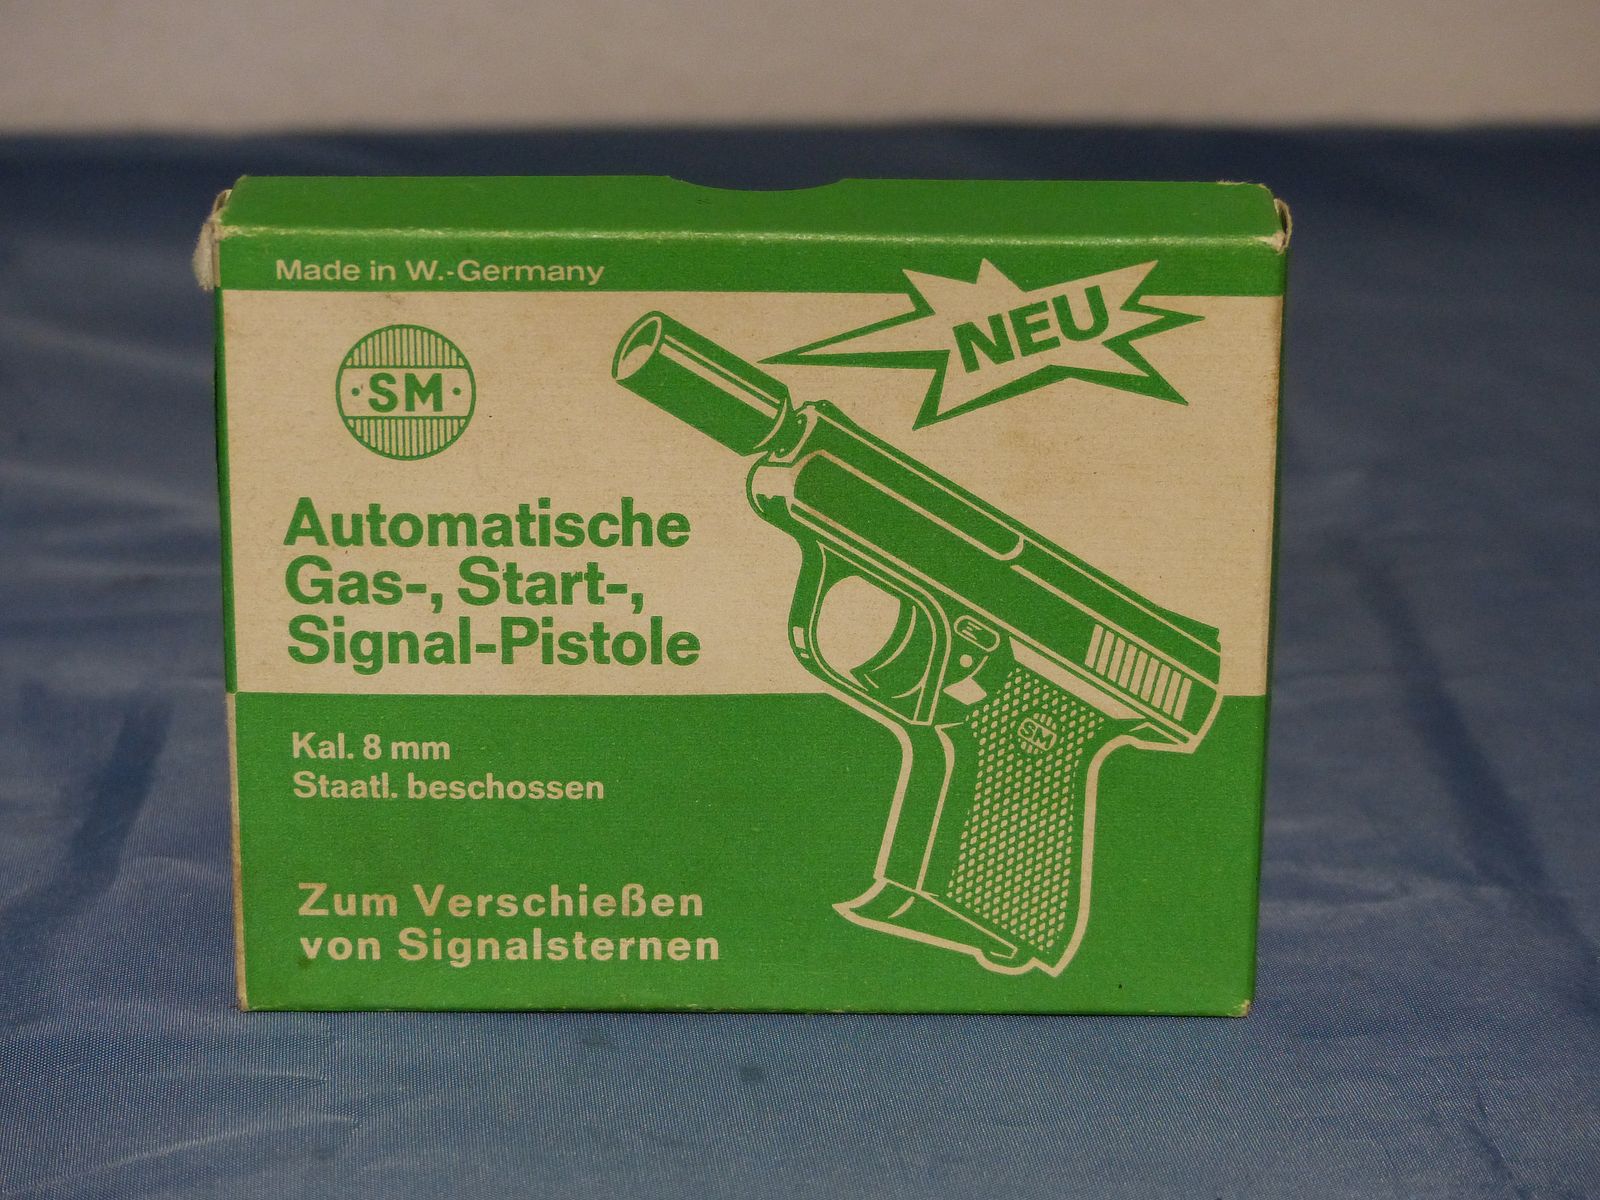 Made in W.-Germany
NEU
·SM·
Automatische
Gas-, Start-,
Signal-Pistole
SM
Kal. 8 mm
Staatl. beschossen
Zum Verschießen
von Signalsternen